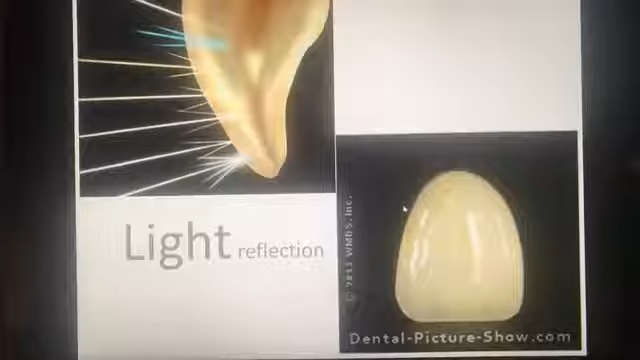 Light reflection
© 2011 WMDS, Inc.
Dental-Picture-Show.com